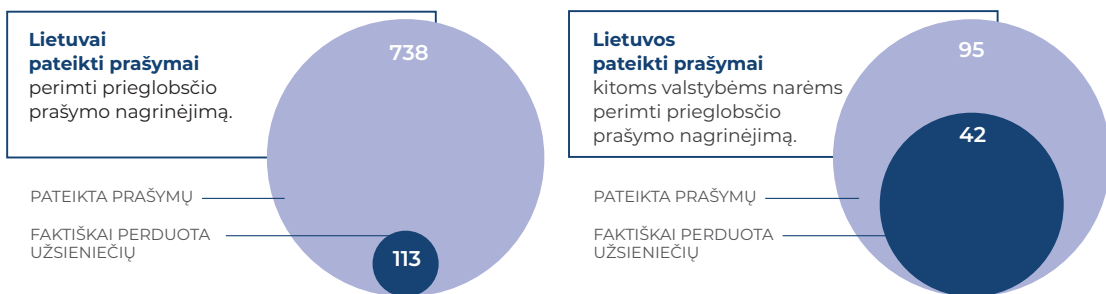 Lietuvai
pateikti prašymai
perimti prieglobsčio
prašymo nagrinėjimą.
738
PATEIKTA PRAŠYMŲ
FAKTIŠKAI PERDUOTA
UŽSIENIEČIŲ
113
Lietuvos
pateikti prašymai
kitoms valstybėms narėms
perimti prieglobsčio
prašymo nagrinėjimą.
95
42
PATEIKTA PRAŠYMŲ
FAKTIŠKAI PERDUOTA
UŽSIENIEČIŲ